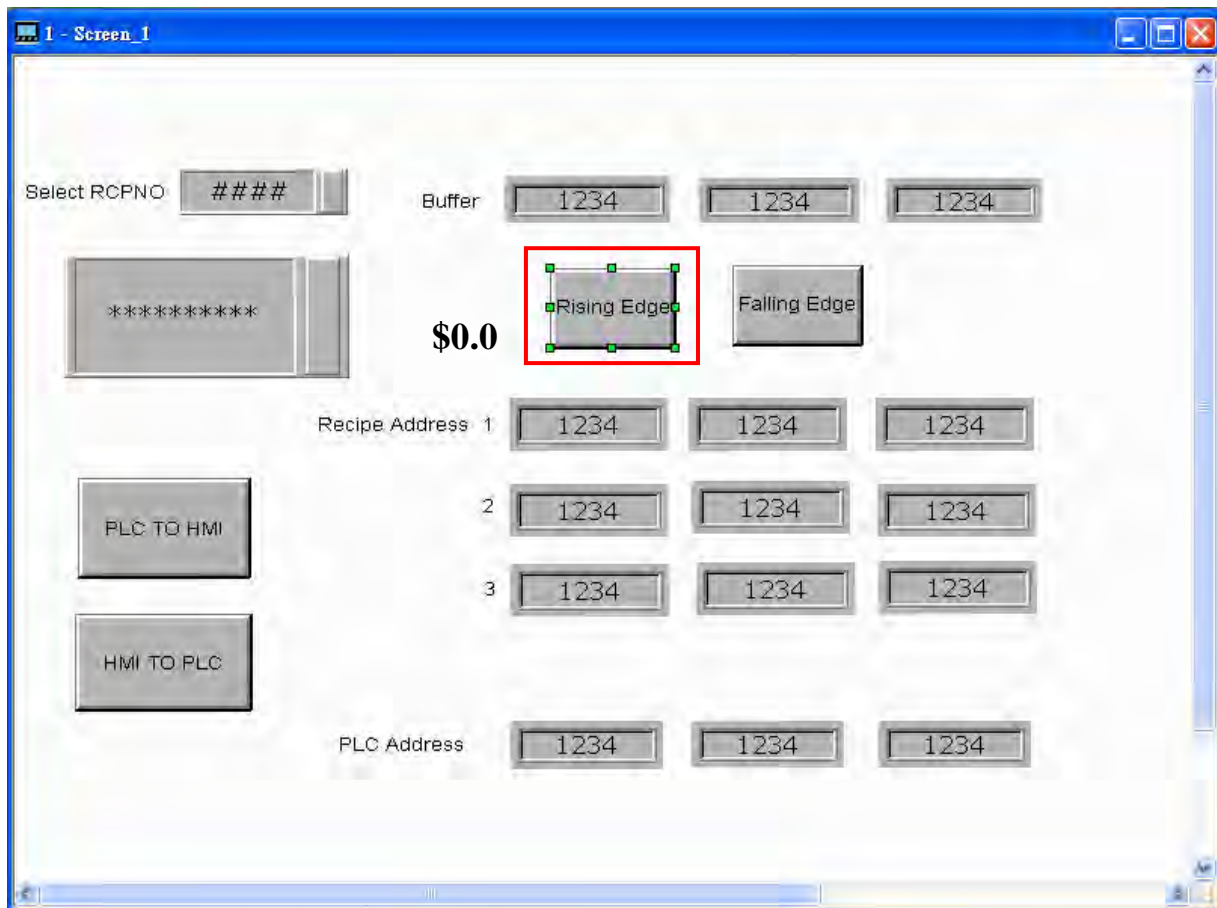 1 - Screen_1
Select RCPNO #### Buffer 1234 1234 1234
********** $0.0 Rising Edge Falling Edge
Recipe Address 1 1234 1234 1234
2 1234 1234 1234
PLC TO HMI
3 1234 1234 1234
HMI TO PLC
PLC Address 1234 1234 1234